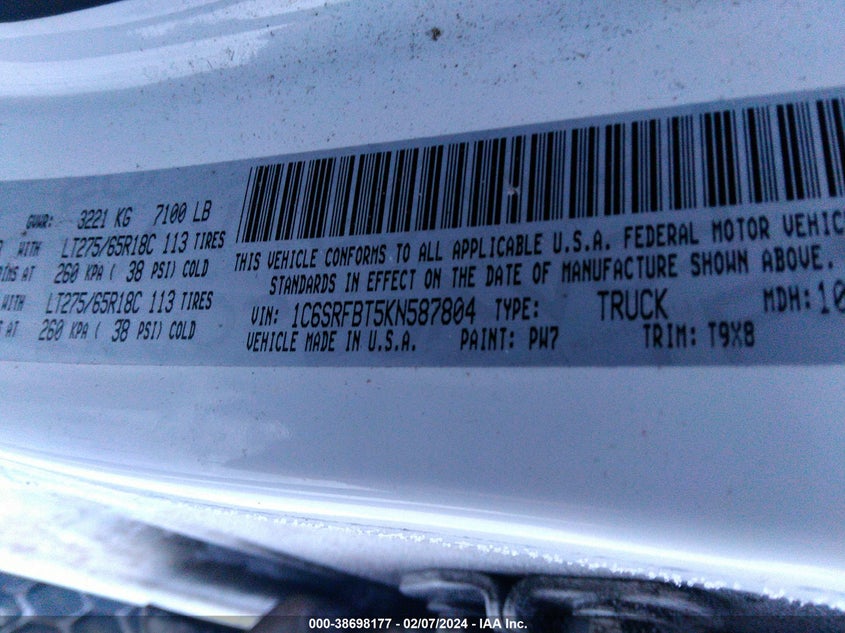 GVWR: 3221 KG 7100 LB
WITH LT275/65R18C 113 TIRES
AT 260 KPA ( 38 PSI) COLD
WITH LT275/65R18C 113 TIRES
AT 260 KPA ( 38 PSI) COLD
THIS VEHICLE CONFORMS TO ALL APPLICABLE U.S.A. FEDERAL MOTOR VEHIC
STANDARDS IN EFFECT ON THE DATE OF MANUFACTURE SHOWN ABOVE.
VIN: 1C6SRFBT5KN587804 TYPE: TRUCK MDH: 10
VEHICLE MADE IN U.S.A. PAINT: PW7 TRIM: T9X8
000-38698177 - 02/07/2024 - IAA Inc.